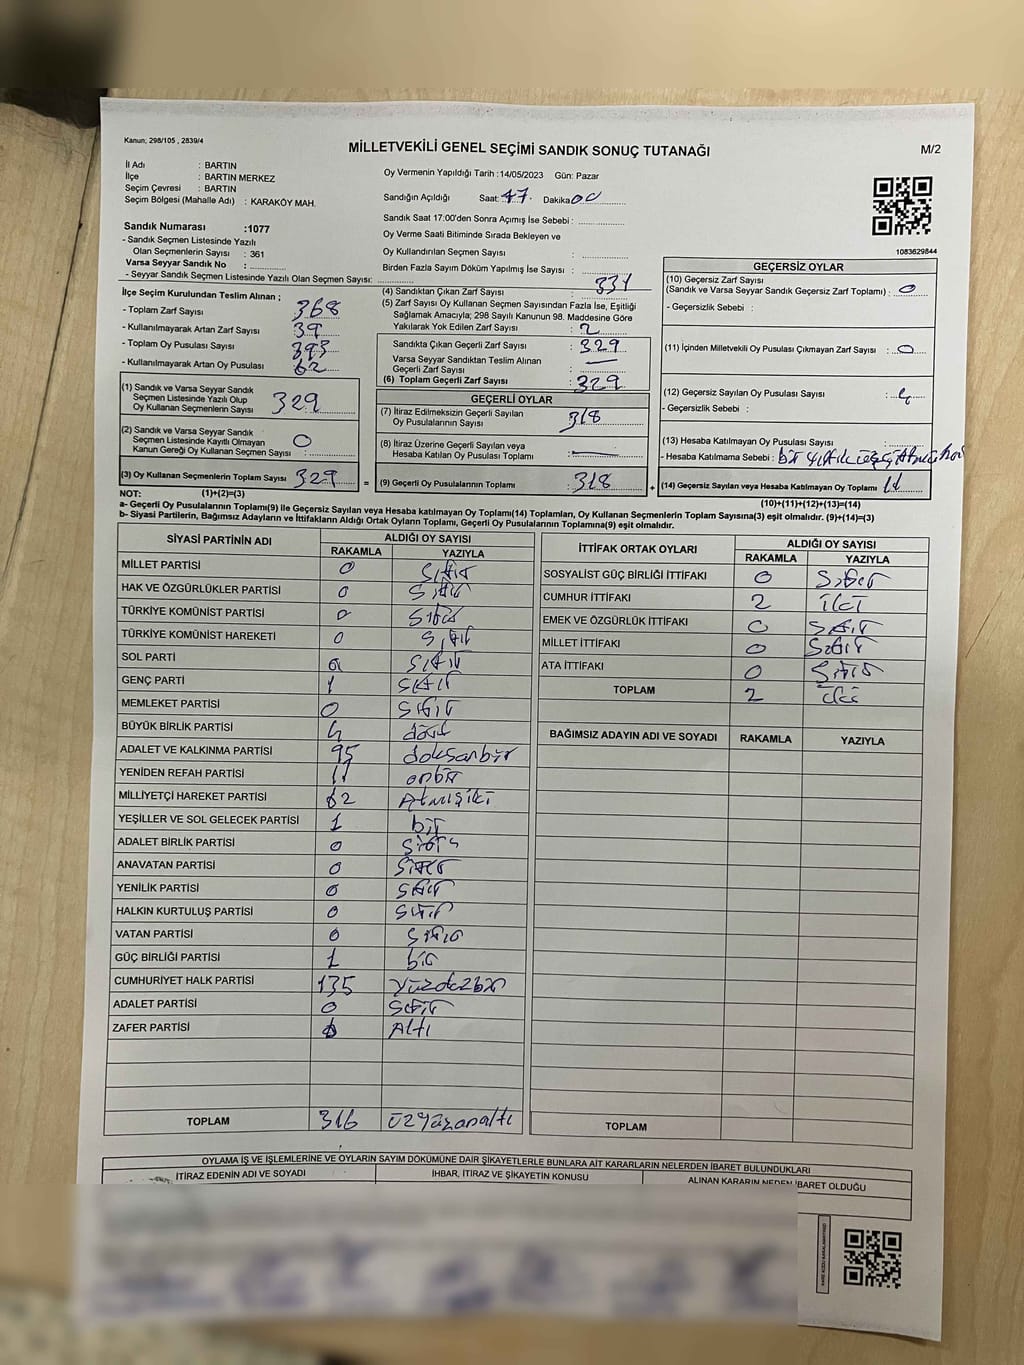 Kanun; 298/105 , 2839/4
MİLLETVEKİLİ GENEL SEÇİMİ SANDIK SONUÇ TUTANAĞI
M/2
İl Adı : BARTIN
İlçe : BARTIN MERKEZ
Seçim Çevresi : BARTIN
Seçim Bölgesi (Mahalle Adı) : KARAKÖY MAH.
Sandık Numarası :1077
- Sandık Seçmen Listesinde Yazılı
Olan Seçmenlerin Sayısı : 361
Varsa Seyyar Sandık No :
- Seyyar Sandık Seçmen Listesinde Yazılı Olan Seçmen Sayısı:
Oy Vermenin Yapıldığı Tarih :14/05/2023 Gün: Pazar
Sandığın Açıldığı Saat: 17 Dakika 00
Sandık Saat 17:00'den Sonra Açımış İse Sebebi :
Oy Verme Saati Bitiminde Sırada Bekleyen ve
Oy Kullandırılan Seçmen Sayısı :
Birden Fazla Sayım Döküm Yapılmış İse Sayısı :
1083629844
İlçe Seçim Kurulundan Teslim Alınan ;
- Toplam Zarf Sayısı 368
- Kullanılmayarak Artan Zarf Sayısı 39
- Toplam Oy Pusulası Sayısı
- Kullanılmayarak Artan Oy Pusulası 62
(1) Sandık ve Varsa Seyyar Sandık
Seçmen Listesinde Yazılı Olup
Oy Kullanan Seçmenlerin Sayısı 329
(2) Sandık ve Varsa Seyyar Sandık
Seçmen Listesinde Kayıtlı Olmayan
Kanun Gereği Oy Kullanan Seçmen Sayısı : 0
(3) Oy Kullanan Seçmenlerin Toplam Sayısı 329 =
(4) Sandıktan Çıkan Zarf Sayısı : 331
(5) Zarf Sayısı Oy Kullanan Seçmen Sayısından Fazla İse, Eşitliği
Sağlamak Amacıyla; 298 Sayılı Kanunun 98. Maddesine Göre
Yakılarak Yok Edilen Zarf Sayısı : 2
Sandıkta Çıkan Geçerli Zarf Sayısı : 329
Varsa Seyyar Sandıktan Teslim Alınan
Geçerli Zarf Sayısı : —
(6) Toplam Geçerli Zarf Sayısı : 329
GEÇERLİ OYLAR
(7) İtiraz Edilmeksizin Geçerli Sayılan
Oy Pusulalarının Sayısı : 318
(8) İtiraz Üzerine Geçerli Sayılan veya
Hesaba Katılan Oy Pusulası Toplamı : —
(9) Geçerli Oy Pusulalarının Toplamı : 318 +
GEÇERSİZ OYLAR
(10) Geçersiz Zarf Sayısı
(Sandık ve Varsa Seyyar Sandık Geçersiz Zarf Toplamı) : 0
- Geçersizlik Sebebi :
(11) İçinden Milletvekili Oy Pusulası Çıkmayan Zarf Sayısı : 0
(12) Geçersiz Sayılan Oy Pusulası Sayısı :
- Geçersizlik Sebebi :
(13) Hesaba Katılmayan Oy Pusulası Sayısı
- Hesaba Katılmama Sebebi : bir
(14) Geçersiz Sayılan veya Hesaba Katılmayan Oy Toplamı 11
NOT: (1)+(2)=(3)
(10)+(11)+(12)+(13)=(14)
a- Geçerli Oy Pusulalarının Toplamı(9) İle Geçersiz Sayılan veya Hesaba katılmayan Oy Toplamı(14) Toplamları, Oy Kullanan Seçmenlerin Toplam Sayısına(3) eşit olmalıdır. (9)+(14)=(3)
b- Siyasi Partilerin, Bağımsız Adayların ve İttifakların Aldığı Ortak Oyların Toplamı, Geçerli Oy Pusulalarının Toplamına(9) eşit olmalıdır.
SİYASİ PARTİNİN ADI ALDIĞI OY SAYISI
RAKAMLA YAZIYLA
MİLLET PARTİSİ 0 Sıfır
HAK VE ÖZGÜRLÜKLER PARTİSİ 0 Sıfır
TÜRKİYE KOMÜNİST PARTİSİ 0 Sıfır
TÜRKİYE KOMÜNİST HAREKETİ 0 Sıfır
SOL PARTİ 0 Sıfır
GENÇ PARTİ 1 Sıfır
MEMLEKET PARTİSİ 0 Sıfır
BÜYÜK BİRLİK PARTİSİ 4 dört
ADALET VE KALKINMA PARTİSİ 95 doksanbir
YENİDEN REFAH PARTİSİ 11 onbir
MİLLİYETÇİ HAREKET PARTİSİ 62 Atmışiki
YEŞİLLER VE SOL GELECEK PARTİSİ 1 bir
ADALET BİRLİK PARTİSİ 0 Sıfır
ANAVATAN PARTİSİ 0 Sıfır
YENİLİK PARTİSİ 0 Sıfır
HALKIN KURTULUŞ PARTİSİ 0 Sıfır
VATAN PARTİSİ 0 Sıfır
GÜÇ BİRLİĞİ PARTİSİ 1 bir
CUMHURİYET HALK PARTİSİ 135
ADALET PARTİSİ 0 Sıfır
ZAFER PARTİSİ 6 Altı
TOPLAM 316 üzyüzonaltı
İTTİFAK ORTAK OYLARI ALDIĞI OY SAYISI
RAKAMLA YAZIYLA
SOSYALİST GÜÇ BİRLİĞİ İTTİFAKI 0 Sıfır
CUMHUR İTTİFAKI 2 iki
EMEK VE ÖZGÜRLÜK İTTİFAKI 0 Sıfır
MİLLET İTTİFAKI 0 Sıfır
ATA İTTİFAKI 0 Sıfır
TOPLAM 2 iki
BAĞIMSIZ ADAYIN ADI VE SOYADI RAKAMLA YAZIYLA
TOPLAM
OYLAMA İŞ VE İŞLEMLERİNE VE OYLARIN SAYIM DÖKÜMÜNE DAİR ŞİKAYETLERLE BUNLARA AİT KARARLARIN NELERDEN İBARET BULUNDUKLARI
İTİRAZ EDENİN ADI VE SOYADI İHBAR, İTİRAZ VE ŞİKAYETİN KONUSU ALINAN KARARIN NEDEN İBARET OLDUĞU